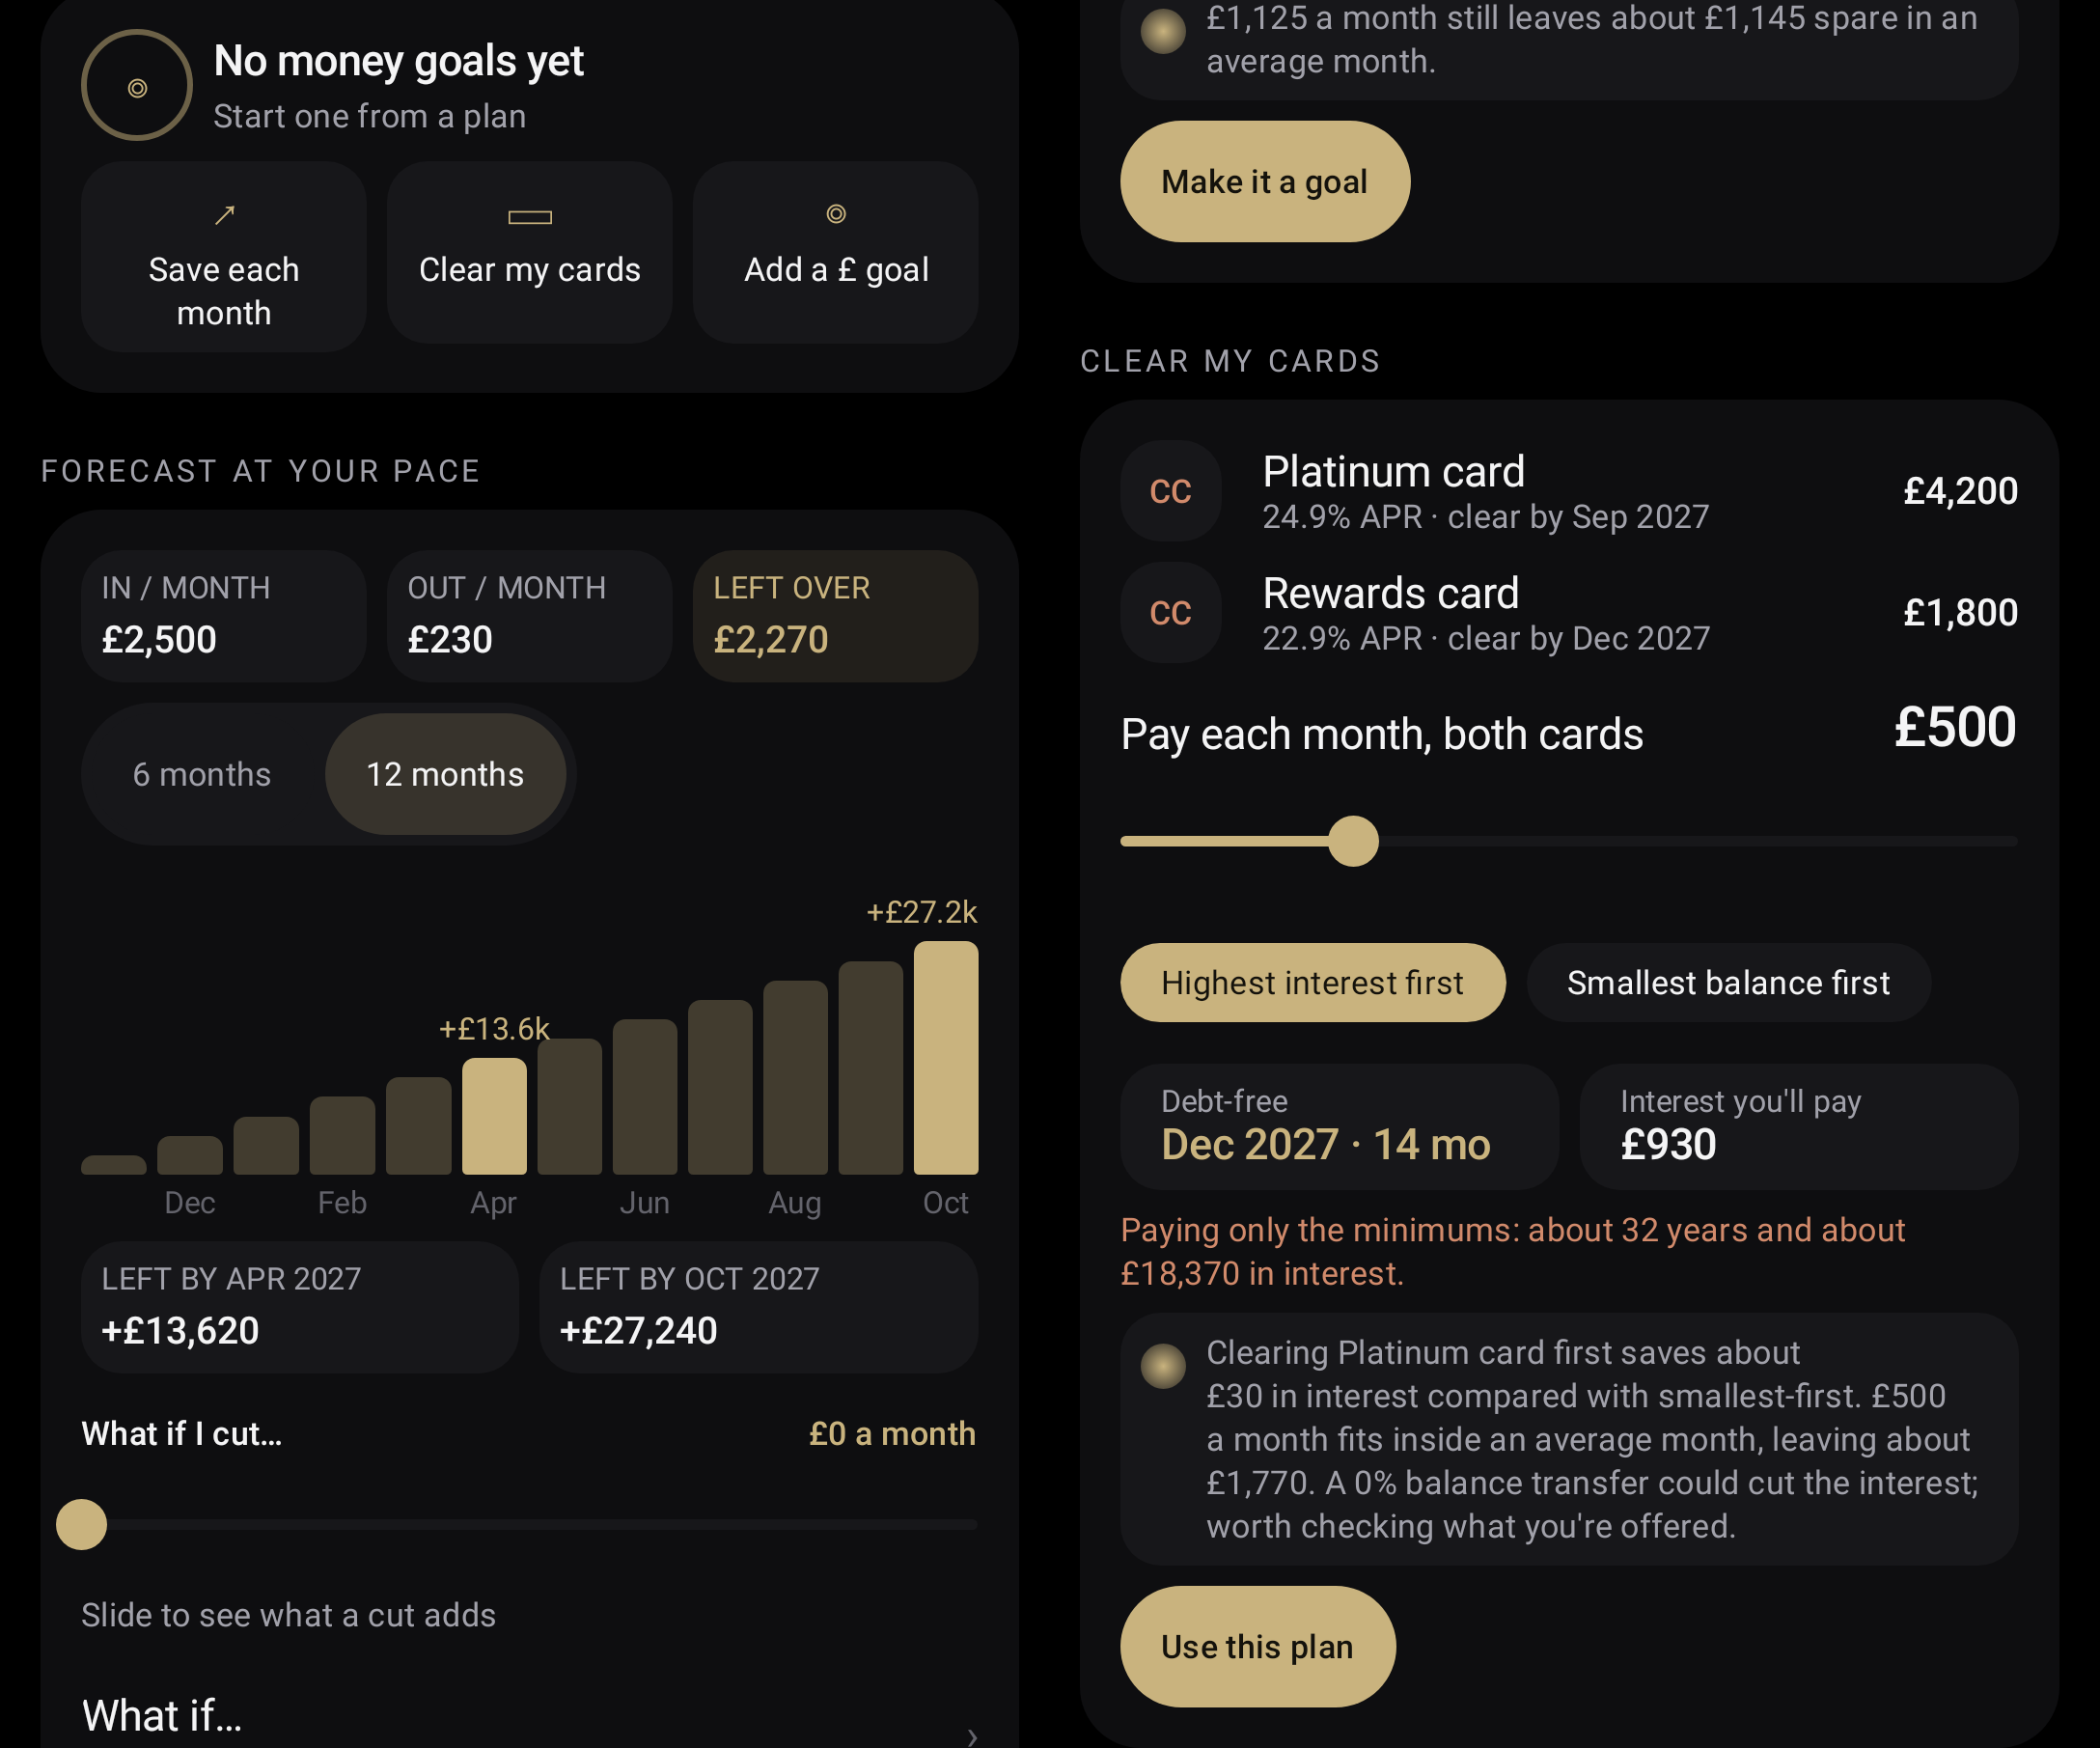 No money goals yet
Start one from a plan
Save each
month
Clear my cards
Add a £ goal
FORECAST AT YOUR PACE
IN / MONTH
£2,500
OUT / MONTH
£230
LEFT OVER
£2,270
6 months
12 months
+£27.2k
+£13.6k
Dec Feb Apr Jun Aug Oct
LEFT BY APR 2027
+£13,620
LEFT BY OCT 2027
+£27,240
What if I cut... £0 a month
Slide to see what a cut adds
What if...
£1,125 a month still leaves about £1,145 spare in an
average month.
Make it a goal
CLEAR MY CARDS
CC
Platinum card
24.9% APR · clear by Sep 2027
£4,200
CC
Rewards card
22.9% APR · clear by Dec 2027
£1,800
Pay each month, both cards £500
Highest interest first
Smallest balance first
Debt-free
Dec 2027 · 14 mo
Interest you'll pay
£930
Paying only the minimums: about 32 years and about
£18,370 in interest.
Clearing Platinum card first saves about
£30 in interest compared with smallest-first. £500
a month fits inside an average month, leaving about
£1,770. A 0% balance transfer could cut the interest;
worth checking what you're offered.
Use this plan